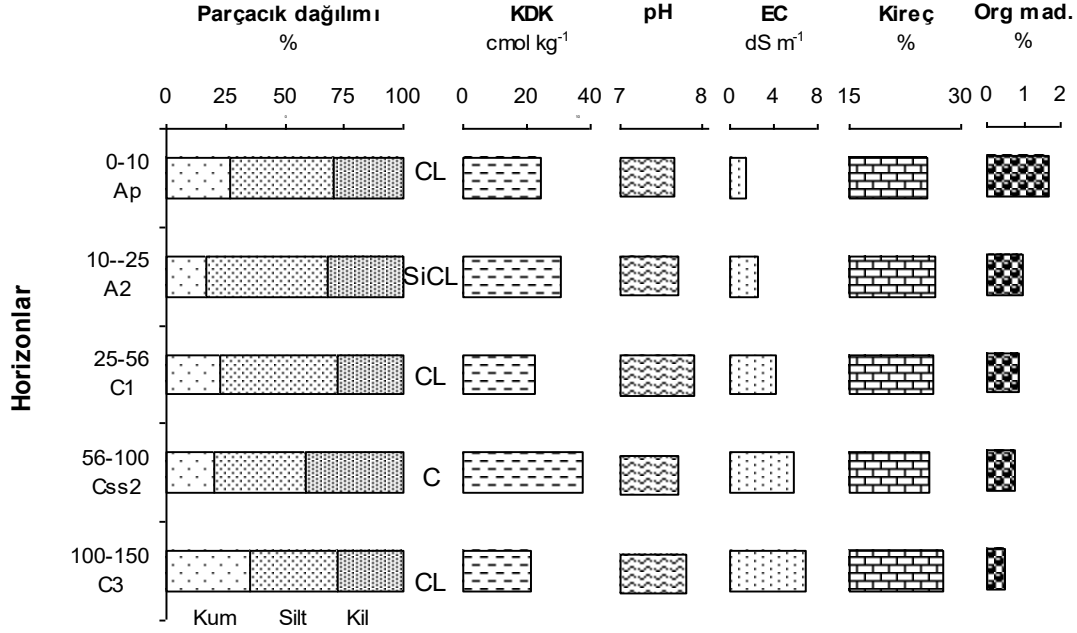 Parçacık dağılımı KDK pH EC Kireç Org mad.
% cmol kg-1 dS m-1 % %
0 25 50 75 100 0 20 40 7 8 0 4 8 15 30 0 1 2
0-10
Ap
CL
10--25
A2
SiCL
25-56
C1
CL
56-100
Css2
C
100-150
C3
CL
Kum Silt Kil
Horizonlar